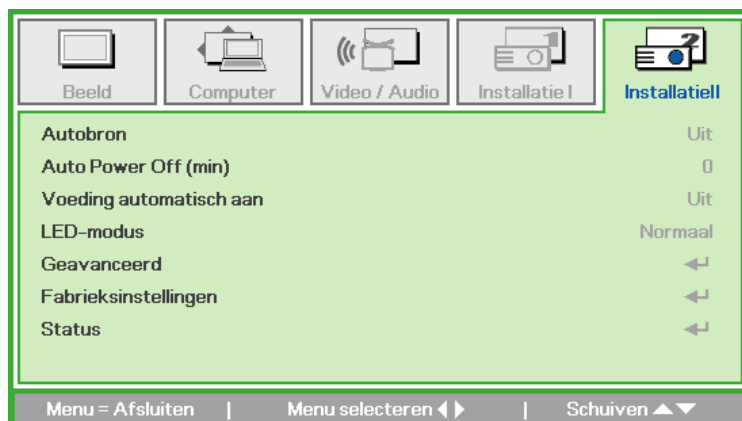 Beeld Computer Video / Audio Installatie I InstallatieII
Autobron Uit
Auto Power Off (min) 0
Voeding automatisch aan Uit
LED-modus Normaal
Geavanceerd
Fabrieksinstellingen
Status
Menu = Afsluiten | Menu selecteren | Schuiven